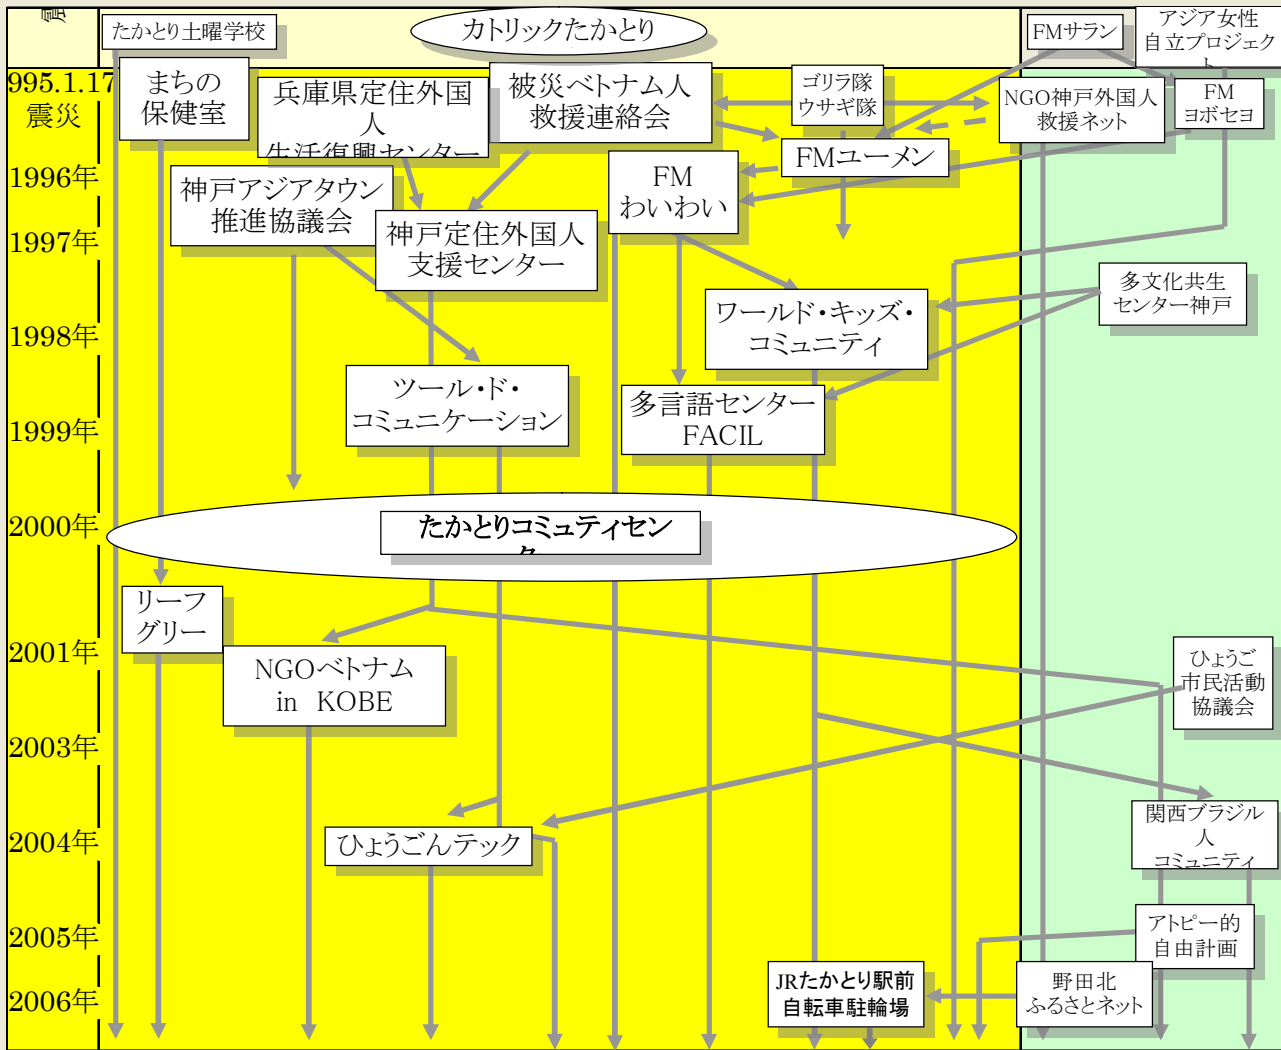 たかとり土曜学校
カトリックたかとり
FMサラン
アジア女性
自立プロジェクト
995.1.17
震災
まちの
保健室
兵庫県定住外国
人
生活復興センター
被災ベトナム人
救援連絡会
ゴリラ隊
ウサギ隊
NGO神戸外国人
救援ネット
FM
ヨボセヨ
FMユーメン
1996年
神戸アジアタウン
推進協議会
FM
わいわい
神戸定住外国人
支援センター
1997年
多文化共生
センター神戸
ワールド・キッズ・
コミュニティ
1998年
ツール・ド・
コミュニケーション
多言語センター
FACIL
1999年
2000年
たかとりコミュティセン
タ
リーフ
グリー
2001年
NGOベトナム
in KOBE
ひょうご
市民活動
協議会
2003年
ひょうごんテック
2004年
関西ブラジル
人
コミュニティ
アトピー的
自由計画
2005年
JRたかとり駅前
自転車駐輪場
野田北
ふるさとネット
2006年